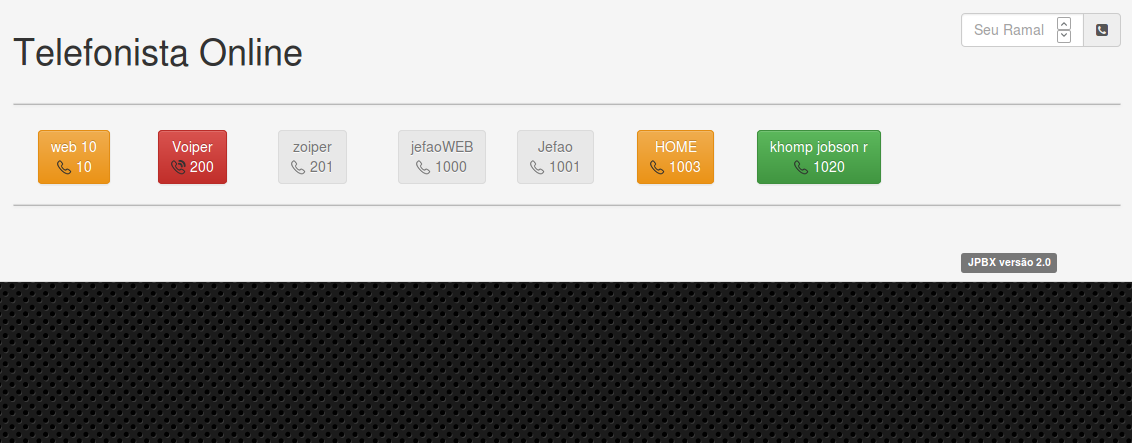 Seu Ramal
Telefonista Online
web 10
10
Voiper
200
zoiper
201
jefaoWEB
1000
Jefao
1001
HOME
1003
khomp jobson r
1020
JPBX versão 2.0